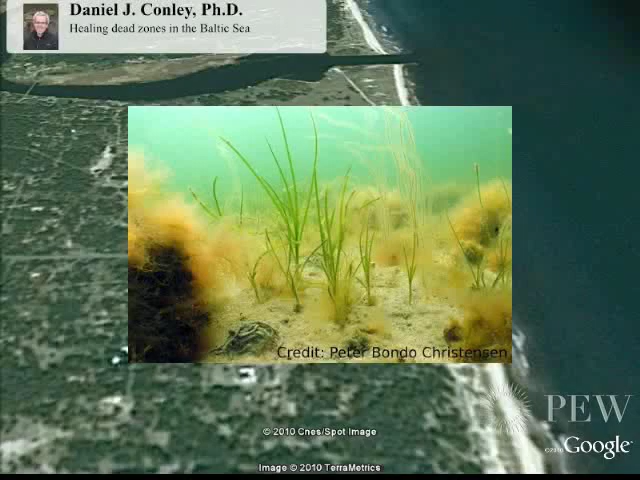 Daniel J. Conley, Ph.D.
Healing dead zones in the Baltic Sea
Credit: Peter Bondo Christensen
© 2010 Cnes/Spot Image
PEW
©2010 Google
Image © 2010 TerraMetrics